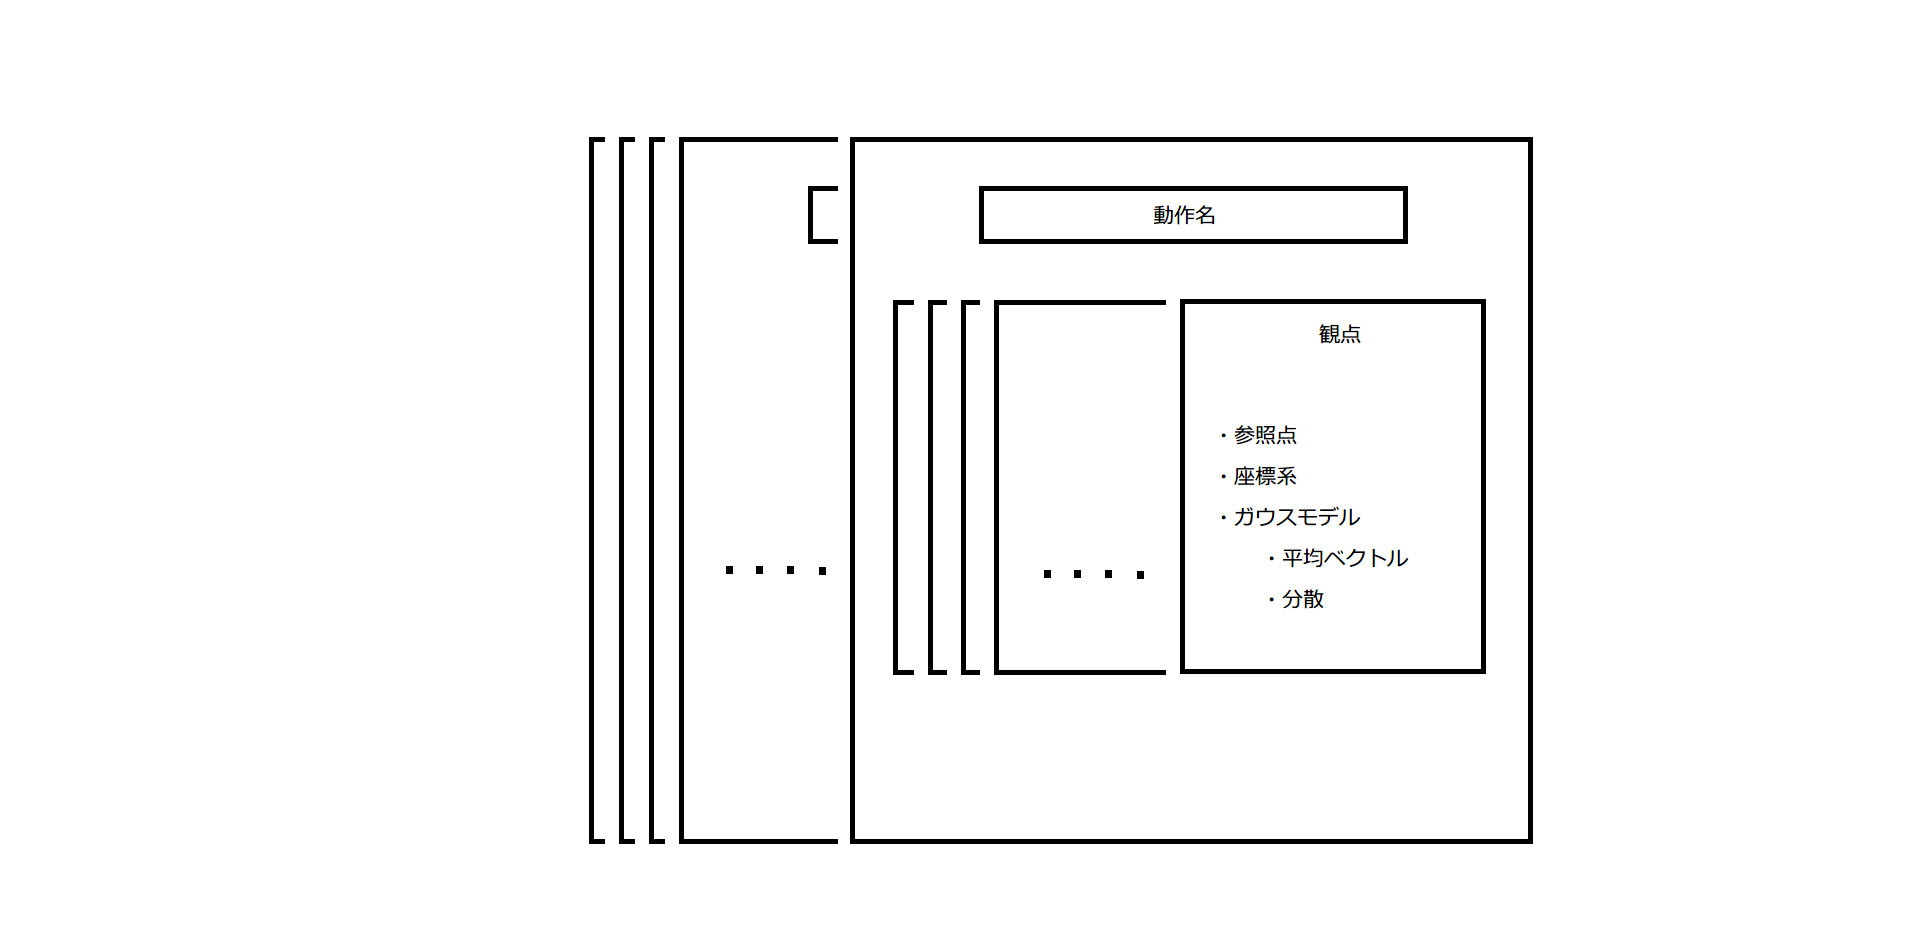 動作名
観点
・参照点
・座標系
・ガウスモデル
・平均ベクトル
・分散